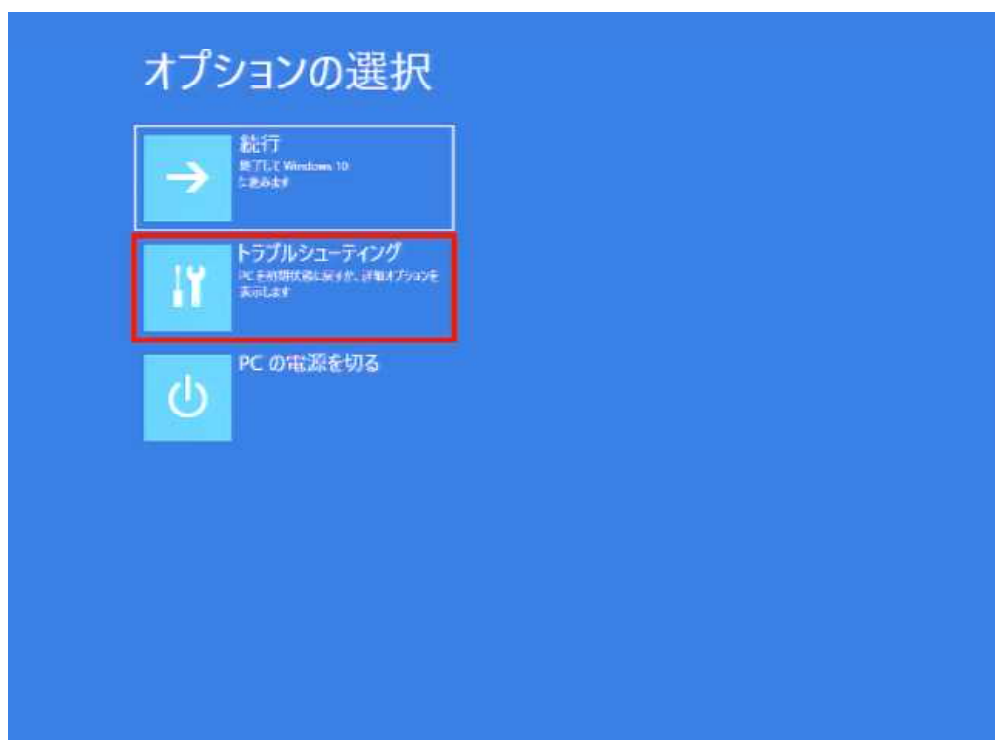 オプションの選択
続行
終了して Windows 10
に進みます
トラブルシューティング
PC を初期状態に戻すか、詳細オプションを
表示します
PC の電源を切る